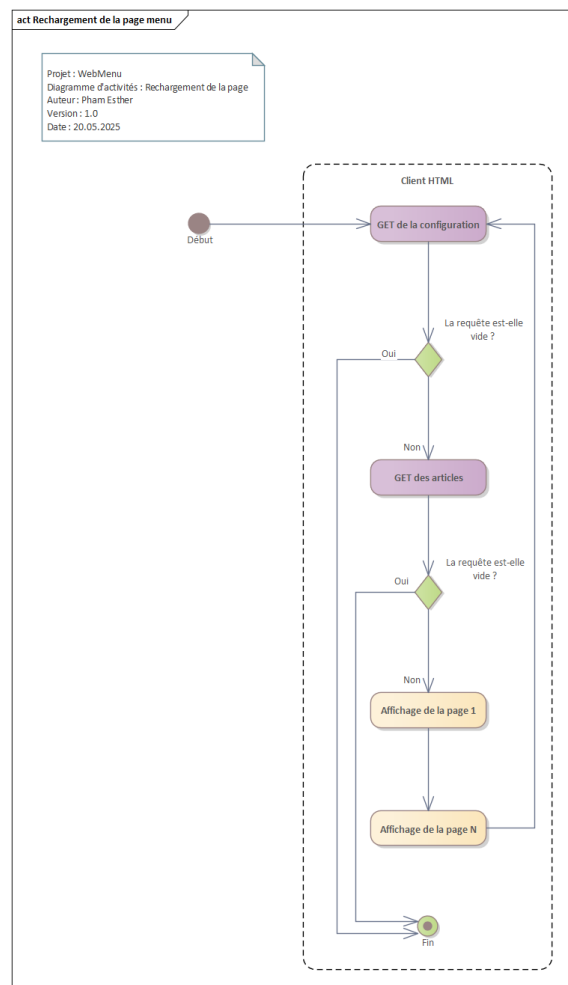 act Rechargement de la page menu
Projet : WebMenu
Diagramme d'activités : Rechargement de la page
Auteur : Pham Esther
Version : 1.0
Date : 20.05.2025
Client HTML
GET de la configuration
Début
La requête est-elle
vide ?
Oui
Non
GET des articles
La requête est-elle
vide ?
Oui
Non
Affichage de la page 1
Affichage de la page N
Fin